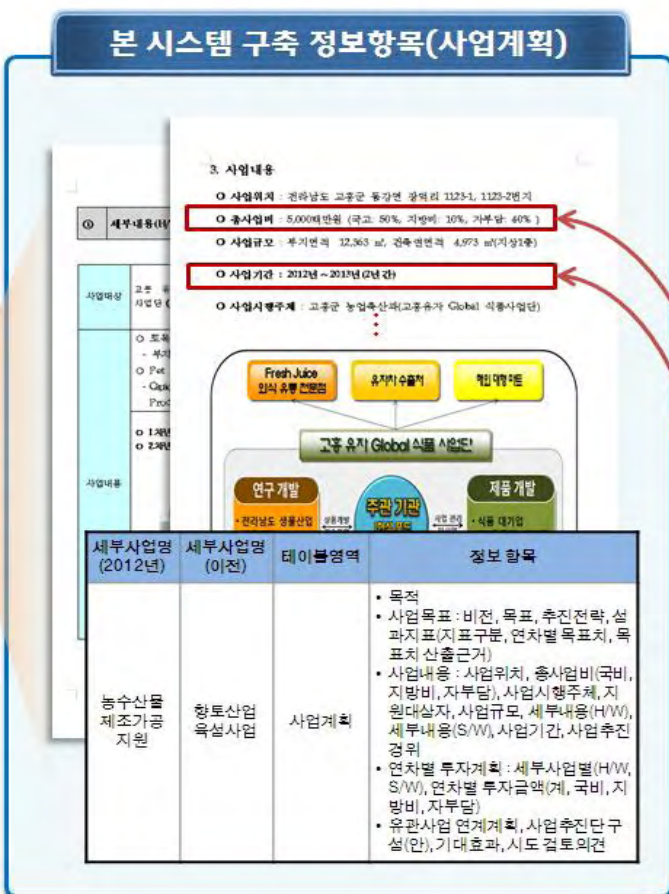 본 시스템 구축 정보항목(사업계획)
3. 사업내용
O 사업위치 : 전라남도 고흥군 동강면 장덕리 1123-1, 1123-2번지
① 세부내용(H/
O 총사업비 : 5,000백만원 (국고: 50%, 지방비: 10%, 자부담: 40% )
O 사업규모 : 부지면적 12,363 ㎡, 건축연면적 4,973 ㎡(지상1층)
O 사업기간 : 2012년 ~ 2013년(2년간)
사업대상
고흥
사업단
O 사업시행주체 : 고흥군 농업축산과(고흥유자 Global 식품사업단)
O
- 부지
O Pet
Proc
O 1차년
O 2차년
사업내용
Fresh Juice
외식 유통 전문점
유자차 수출처
해외 대형 마트
고흥 유자 Global 식품 사업단
연구 개발
주관 기관
제품 개발
• 전라남도 생물산업
상품개발
사업 관리
• 식품 대기업
세부사업명
(2012년)
세부사업명
(이전)
테이블영역
정보 항목
농수산물
제조가공
지원
향토산업
육성사업
사업계획
• 목적
• 사업목표 : 비전, 목표, 추진전략, 성
과지표(지표구분, 연차별 목표치, 목
표치 산출근거)
• 사업내용 : 사업위치, 총사업비(국비,
지방비, 자부담), 사업시행주체, 지
원대상자, 사업규모, 세부내용(H/W),
세부내용(S/W), 사업기간, 사업추진
경위
• 연차별 투자계획 : 세부사업별(H/W,
S/W), 연차별 투자금액(계, 국비, 지
방비, 자부담)
• 유관사업 연계계획, 사업추진단 구
성(안), 기대효과, 시도 검토의견